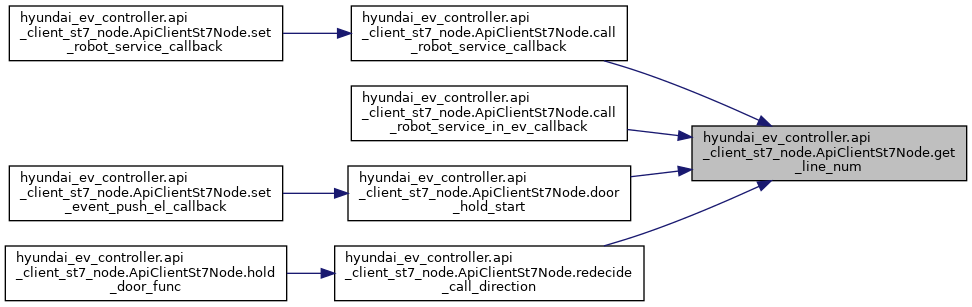 hyundai_ev_controller.api
_client_st7_node.ApiClientSt7Node.set
_robot_service_callback
hyundai_ev_controller.api
_client_st7_node.ApiClientSt7Node.call
_robot_service_callback
hyundai_ev_controller.api
_client_st7_node.ApiClientSt7Node.call
_robot_service_in_ev_callback
hyundai_ev_controller.api
_client_st7_node.ApiClientSt7Node.get
_line_num
hyundai_ev_controller.api
_client_st7_node.ApiClientSt7Node.set
_event_push_el_callback
hyundai_ev_controller.api
_client_st7_node.ApiClientSt7Node.door
_hold_start
hyundai_ev_controller.api
_client_st7_node.ApiClientSt7Node.hold
_door_func
hyundai_ev_controller.api
_client_st7_node.ApiClientSt7Node.redecide
_call_direction